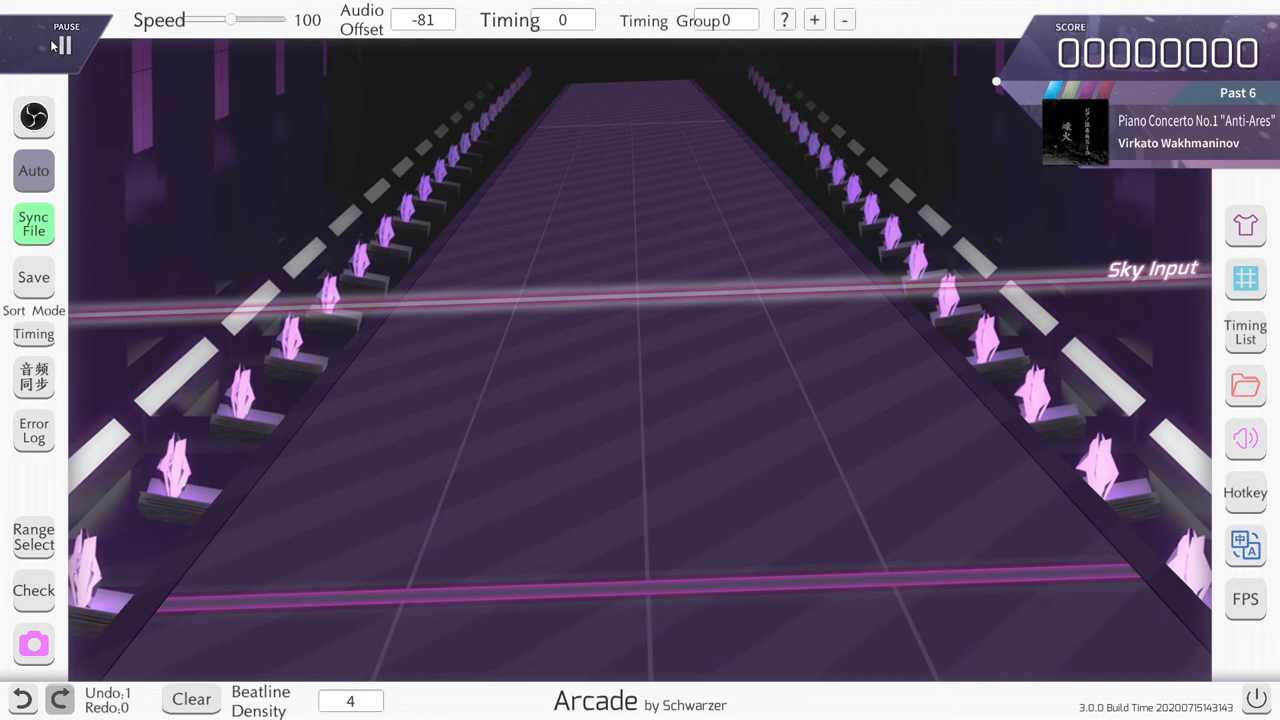 PAUSE
Speed 100
Audio
Offset
-81
Timing 0
Timing Group 0
?
+
-
SCORE
00000000
Past 6
Piano Concerto No.1 "Anti-Ares"
Virkato Wakhmaninov
Auto
Sync
File
Save
Sort Mode
Timing
音频
同步
Error
Log
Range
Select
Check
Sky Input
Timing
List
Hotkey
中
A
FPS
Undo:1
Redo:0
Clear
Beatline
Density
4
Arcade by Schwarzer
3.0.0 Build Time 20200715143143